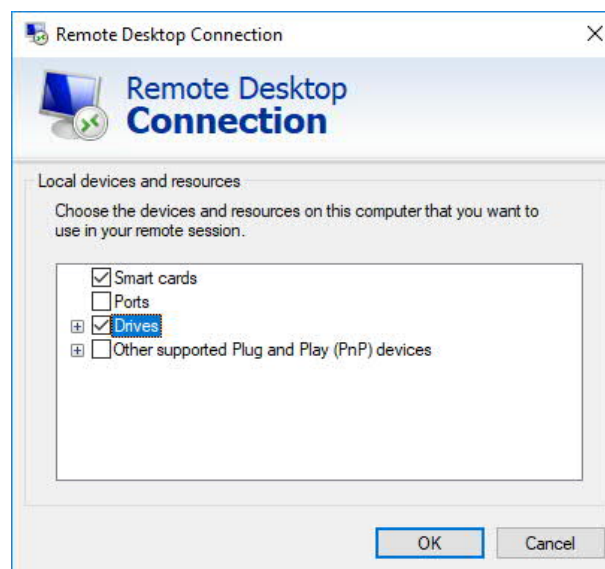 Remote Desktop Connection
Remote Desktop
Connection
Local devices and resources
Choose the devices and resources on this computer that you want to
use in your remote session.
Smart cards
Ports
Drives
Other supported Plug and Play (PnP) devices
OK Cancel